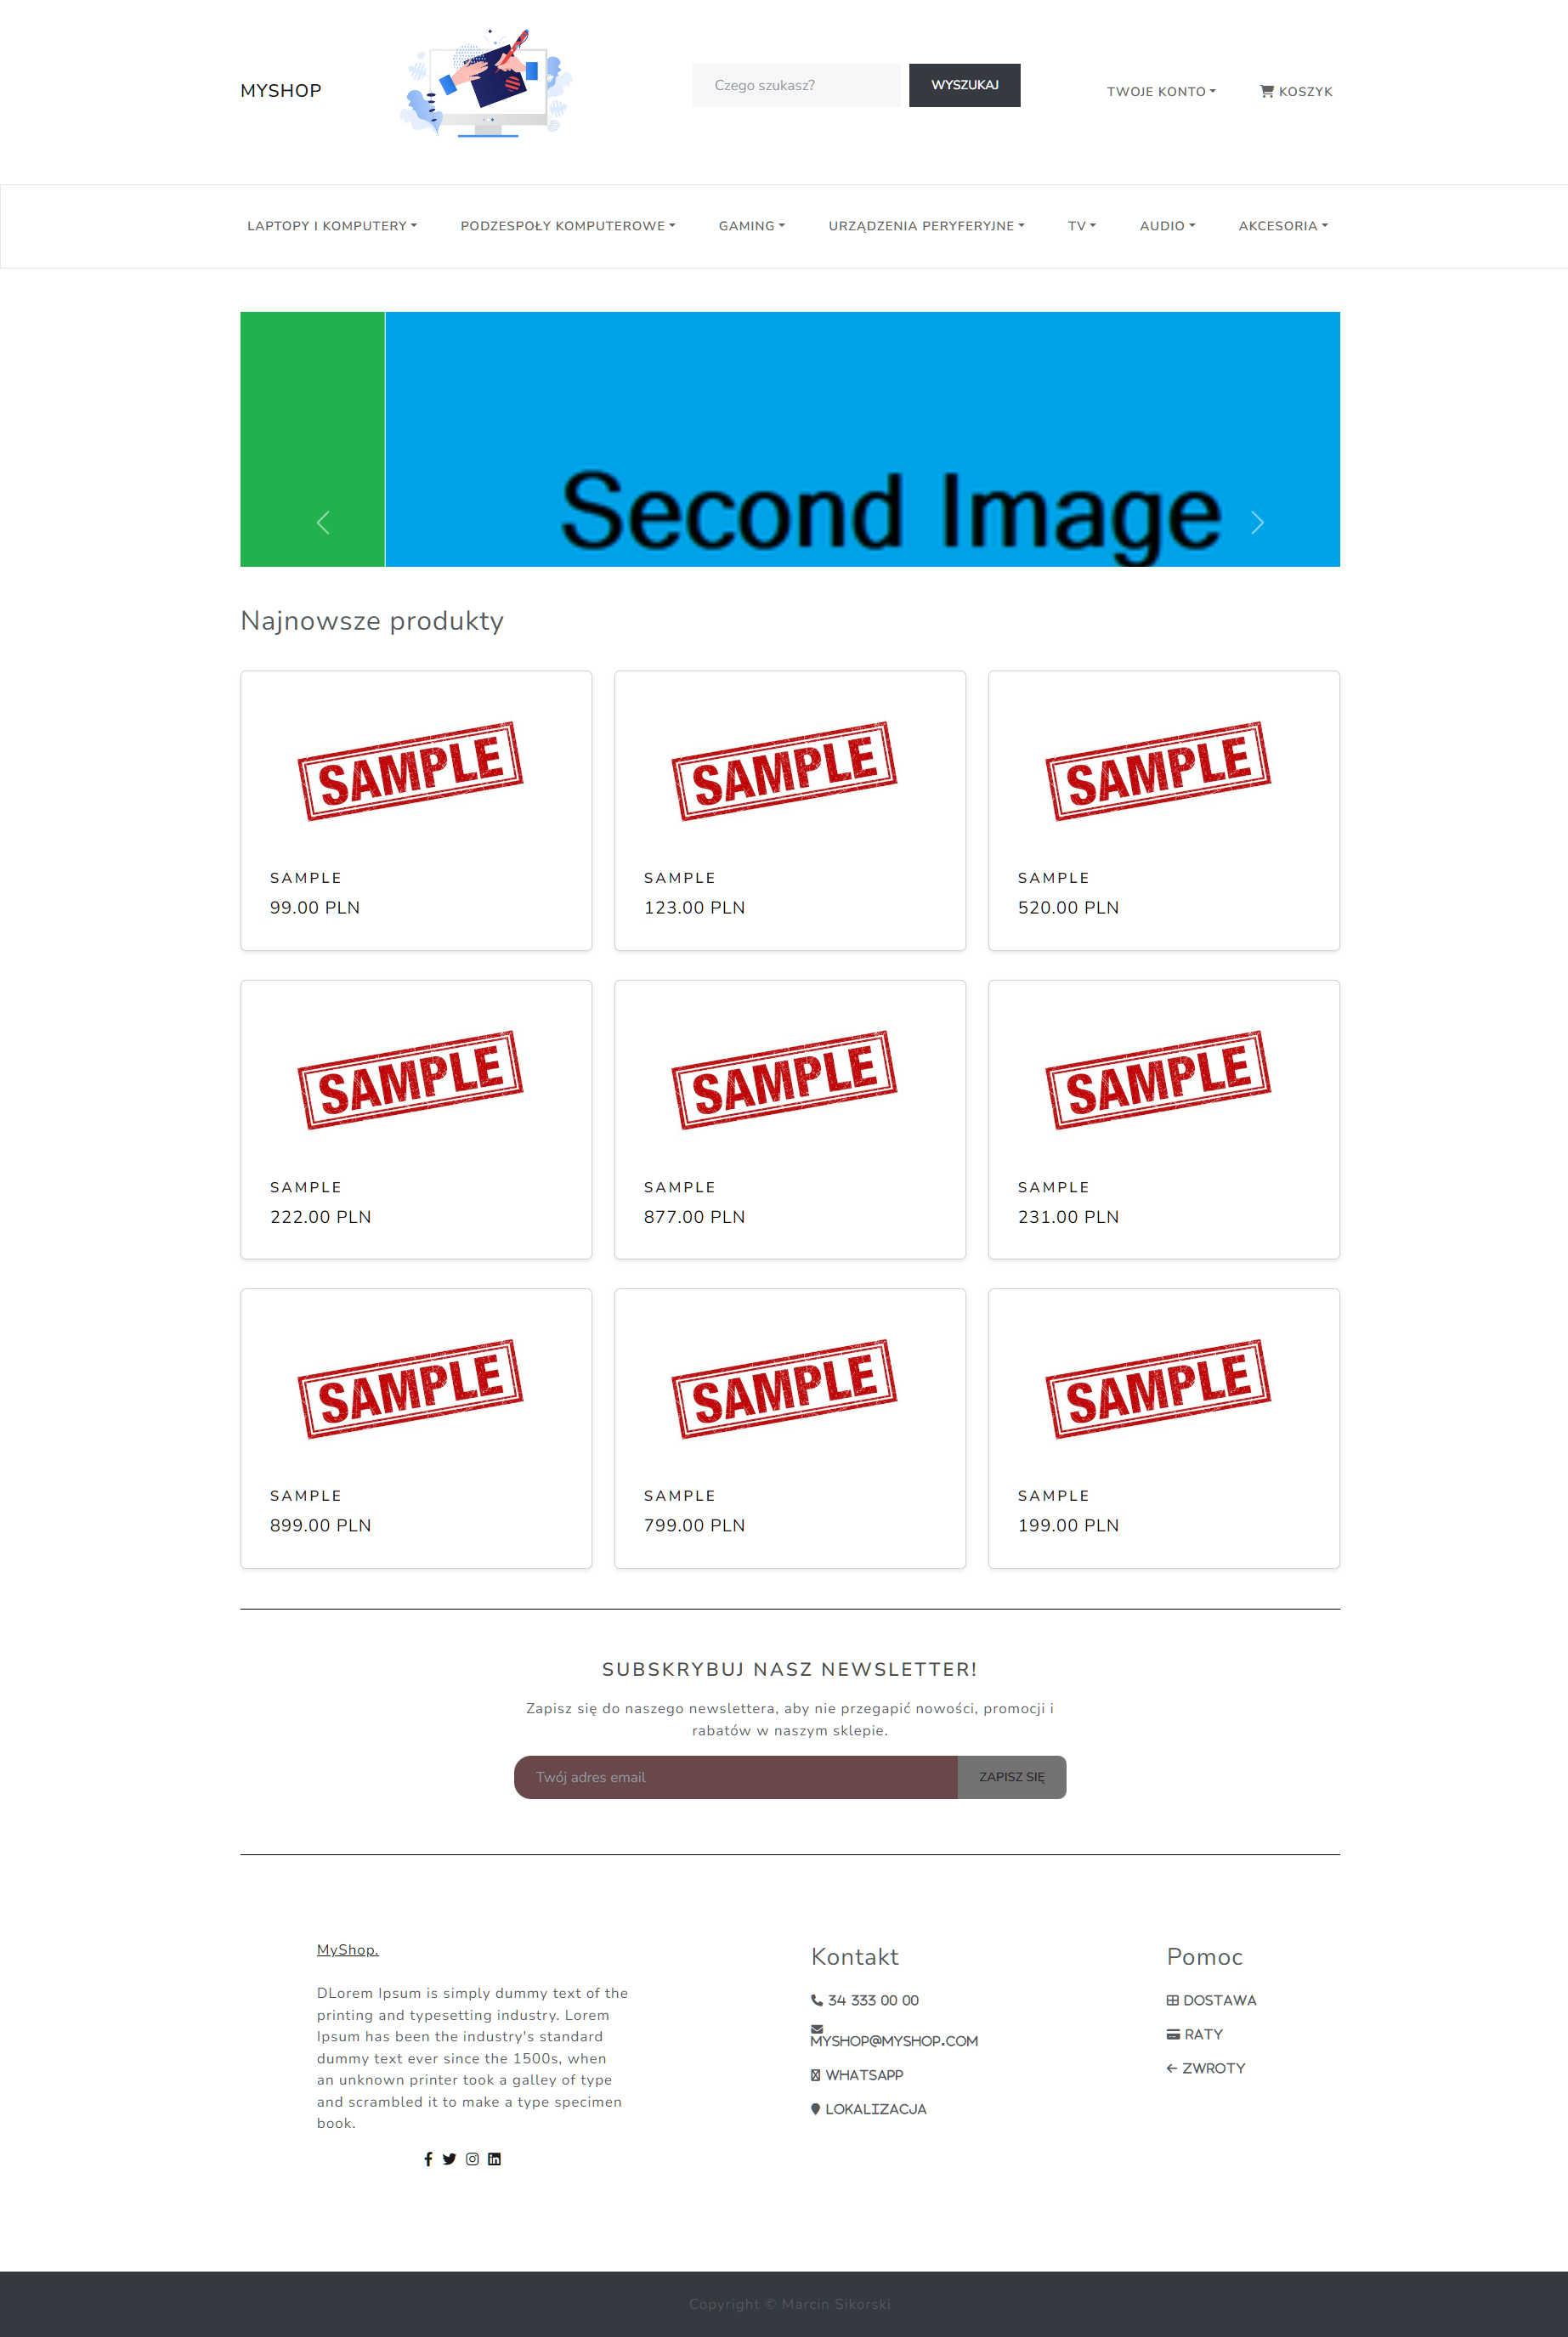 MYSHOP
Czego szukasz?
WYSZUKAJ
TWOJE KONTO
KOSZYK
LAPTOPY I KOMPUTERY
PODZESPOŁY KOMPUTEROWE
GAMING
URZĄDZENIA PERYFERYJNE
TV
AUDIO
AKCESORIA
Second Image
Najnowsze produkty
SAMPLE
SAMPLE
99.00 PLN
SAMPLE
SAMPLE
123.00 PLN
SAMPLE
SAMPLE
520.00 PLN
SAMPLE
SAMPLE
222.00 PLN
SAMPLE
SAMPLE
877.00 PLN
SAMPLE
SAMPLE
231.00 PLN
SAMPLE
SAMPLE
899.00 PLN
SAMPLE
SAMPLE
799.00 PLN
SAMPLE
SAMPLE
199.00 PLN
SUBSKRYBUJ NASZ NEWSLETTER!
Zapisz się do naszego newslettera, aby nie przegapić nowości, promocji i
rabatów w naszym sklepie.
Twój adres email
ZAPISZ SIĘ
MyShop.
DLorem Ipsum is simply dummy text of the
printing and typesetting industry. Lorem
Ipsum has been the industry's standard
dummy text ever since the 1500s, when
an unknown printer took a galley of type
and scrambled it to make a type specimen
book.
Kontakt
34 333 00 00
MYSHOP@MYSHOP.COM
WHATSAPP
LOKALIZACJA
Pomoc
DOSTAWA
RATY
ZWROTY
Copyright © Marcin Sikorski